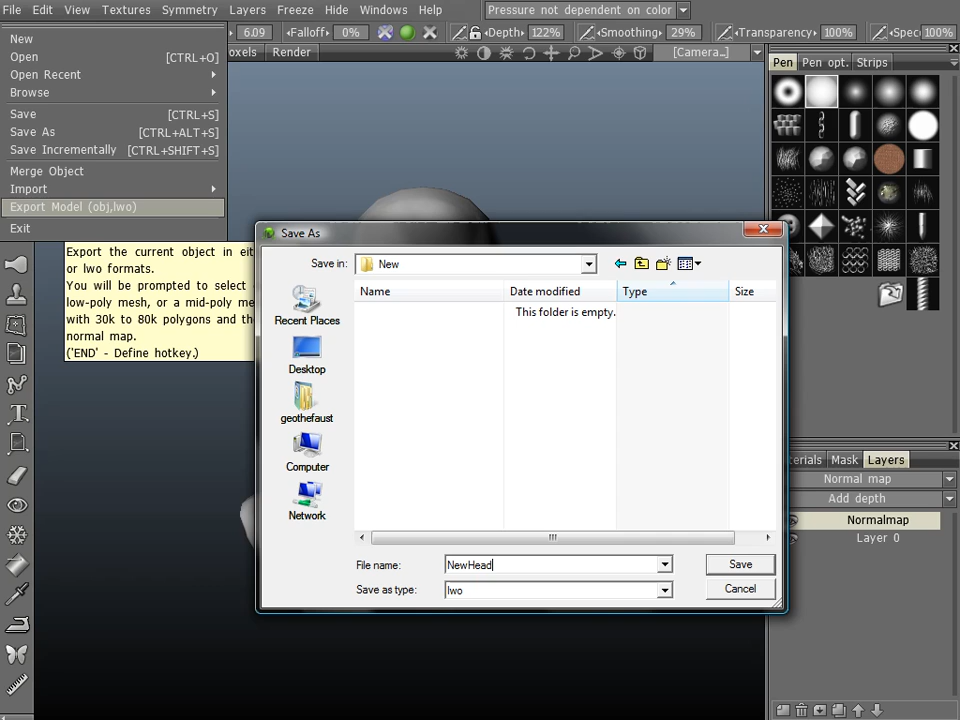 File Edit View Textures Symmetry Layers Freeze Hide Windows Help Pressure not dependent on color
6.09 Falloff 0% Depth 122% Smoothing 29% Transparency 100% Spec 100%
oxels Render [Camera...]
Pen Pen opt. Strips
New
Open [CTRL+O]
Open Recent
Browse
Save [CTRL+S]
Save As [CTRL+ALT+S]
Save Incrementally [CTRL+SHIFT+S]
Merge Object
Import
Export Model (obj,lwo)
Exit
Export the current object in eit
or lwo formats.
You will be prompted to select
low-poly mesh, or a mid-poly me
with 30k to 80k polygons and the
normal map.
('END' - Define hotkey.)
Save As
Save in: New
Name Date modified Type Size
This folder is empty.
Recent Places
Desktop
geothefaust
Computer
Network
File name: NewHead Save
Save as type: lwo Cancel
terials Mask Layers
Normal map
Add depth
Normalmap
Layer 0